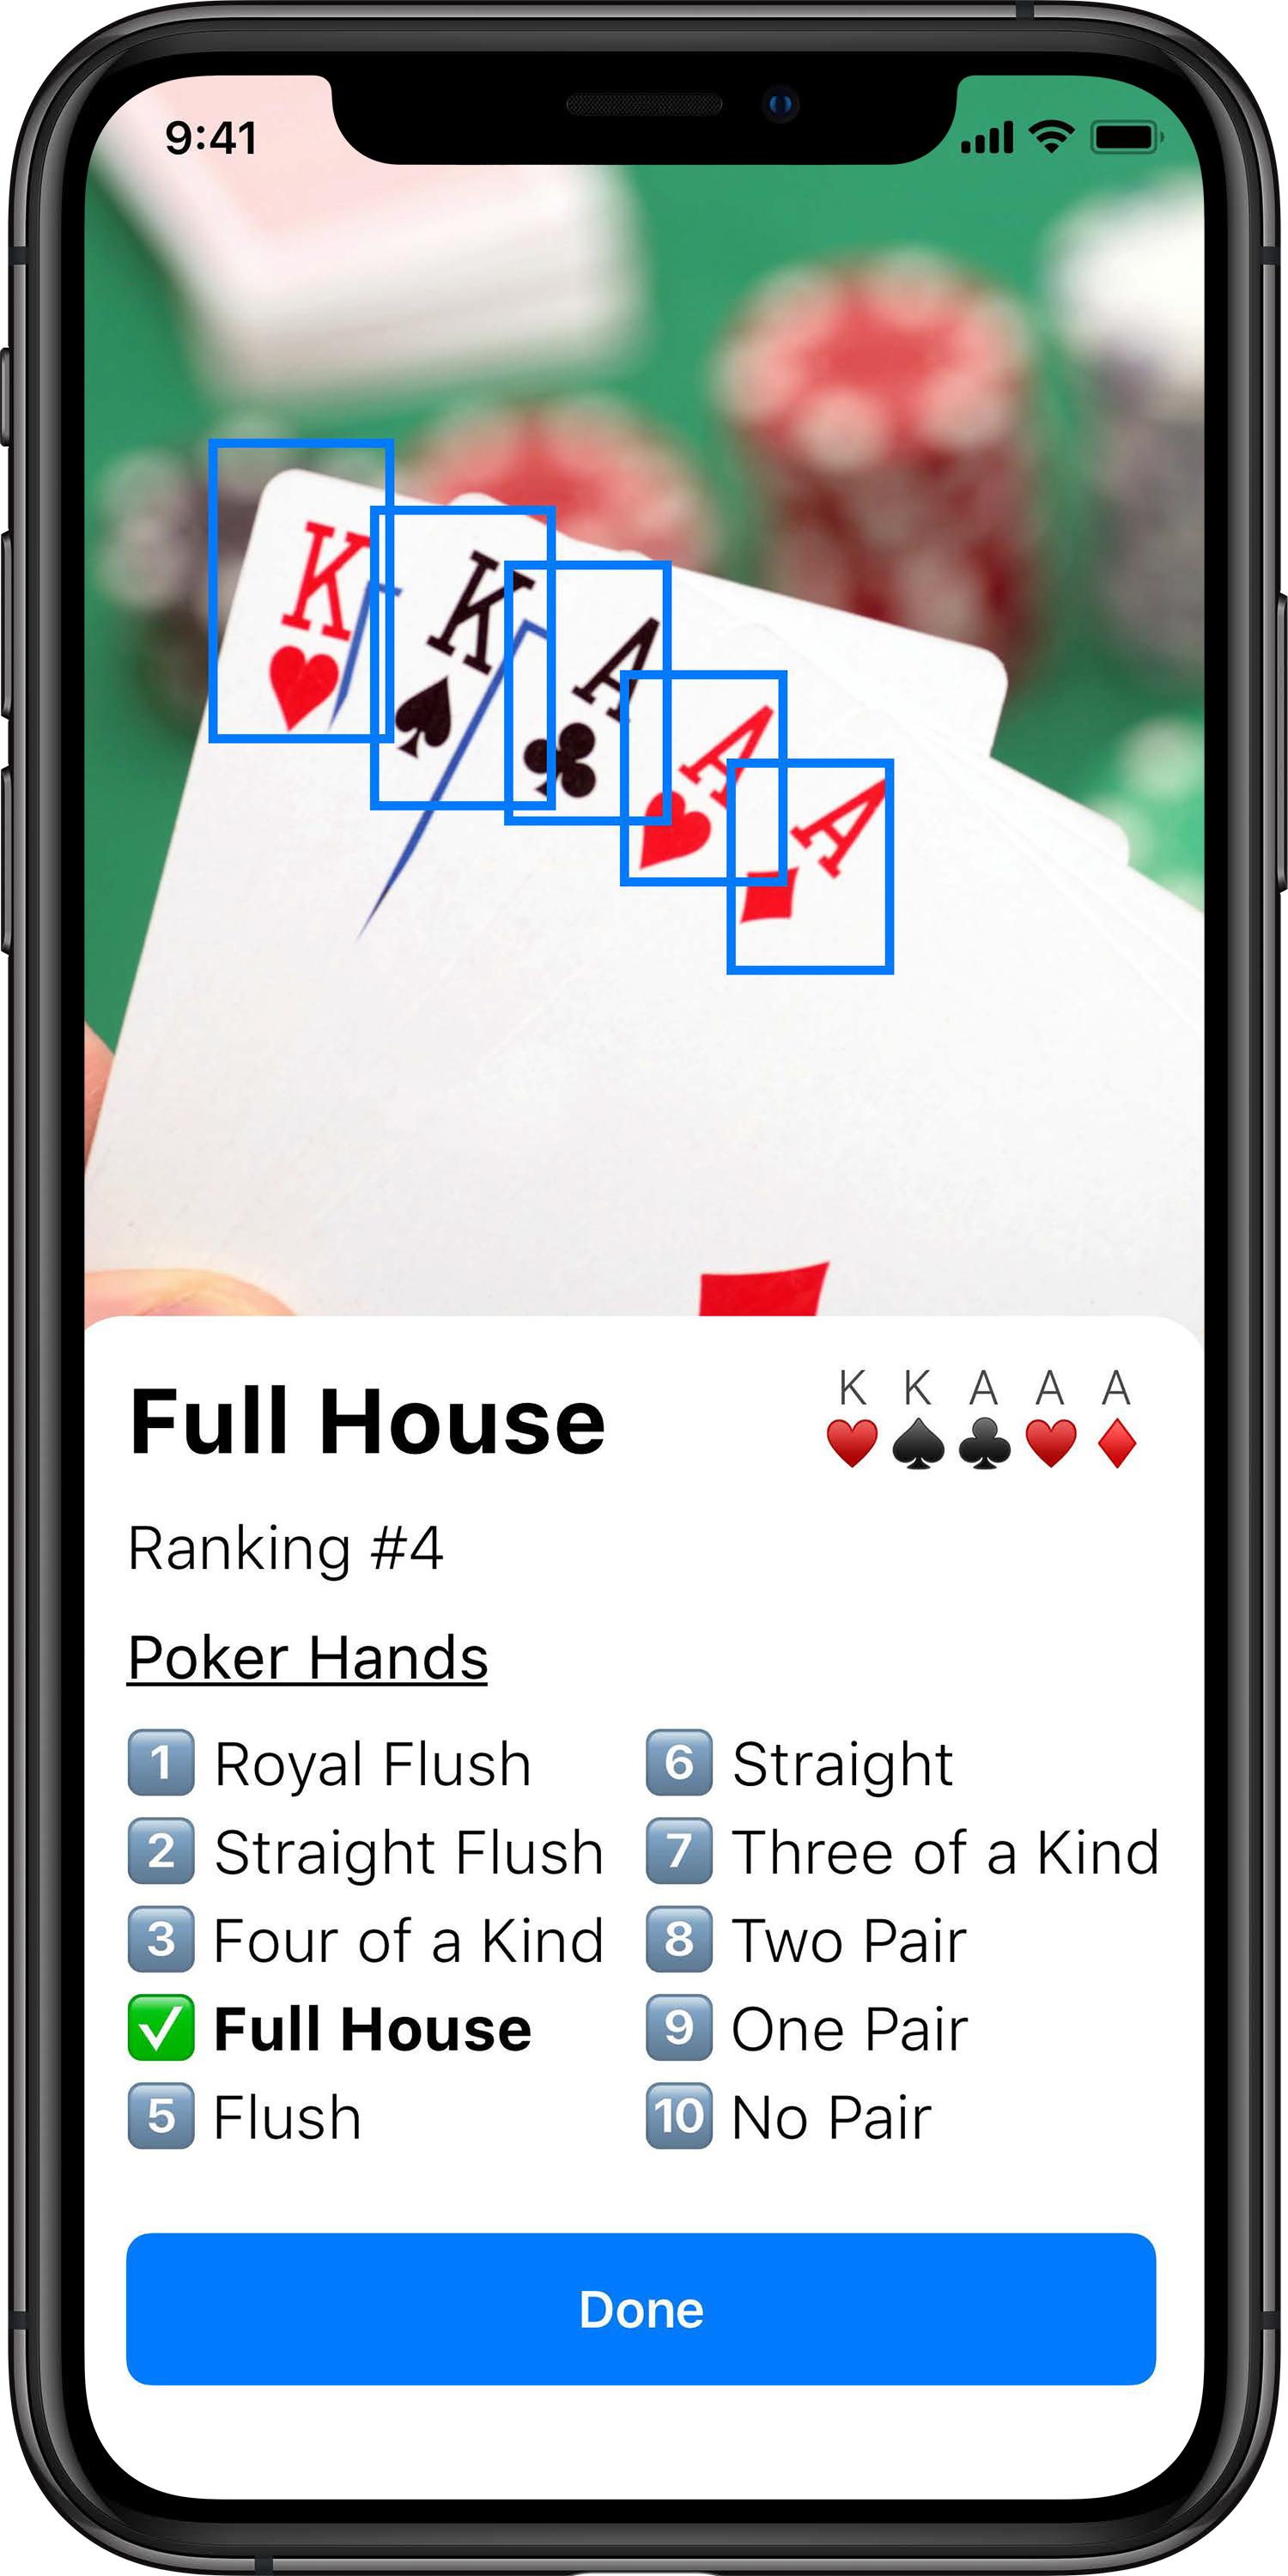 9:41
K
K
A
A
A
Full House
K K A A A
♥ ♠ ♣ ♥ ♦
Ranking #4
Poker Hands
1 Royal Flush
2 Straight Flush
3 Four of a Kind
✅ Full House
5 Flush
6 Straight
7 Three of a Kind
8 Two Pair
9 One Pair
10 No Pair
Done